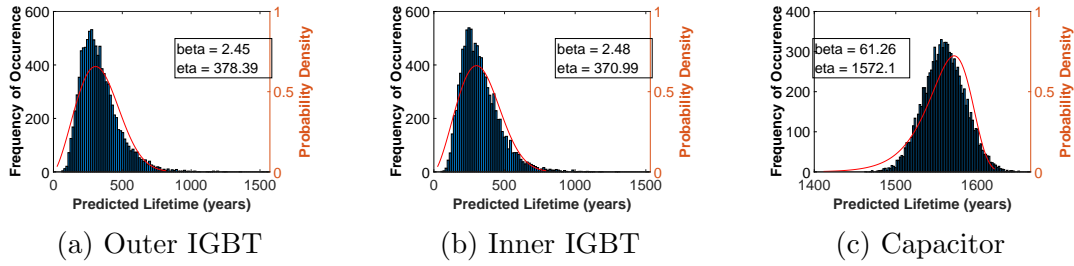 600
400
200
0
Frequency of Occurence
beta = 2.45
eta = 378.39
1
0.5
0
Probability Density
0 500 1000 1500
Predicted Lifetime (years)
(a) Outer IGBT
600
400
200
0
Frequency of Occurence
beta = 2.48
eta = 370.99
1
0.5
0
Probability Density
0 500 1000 1500
Predicted Lifetime (years)
(b) Inner IGBT
400
300
200
100
0
Frequency of Occurence
beta = 61.26
eta = 1572.1
1
0.5
0
Probability Density
1400 1500 1600
Predicted Lifetime (years)
(c) Capacitor